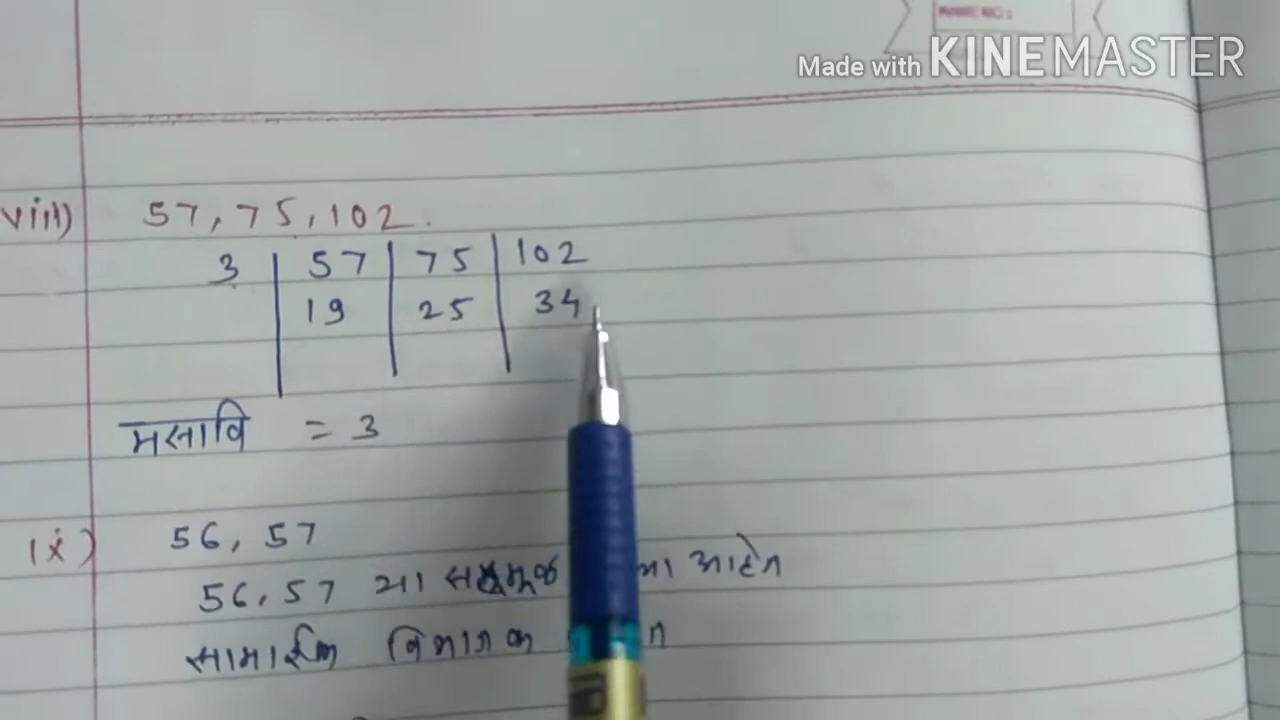 Made with KINEMASTER
viii) 57, 75, 102.
3 | 57 | 75 | 102
19 | 25 | 34
मसावि = 3
ix) 56, 57
56, 57 या आहेत
सामाईक विभाजक